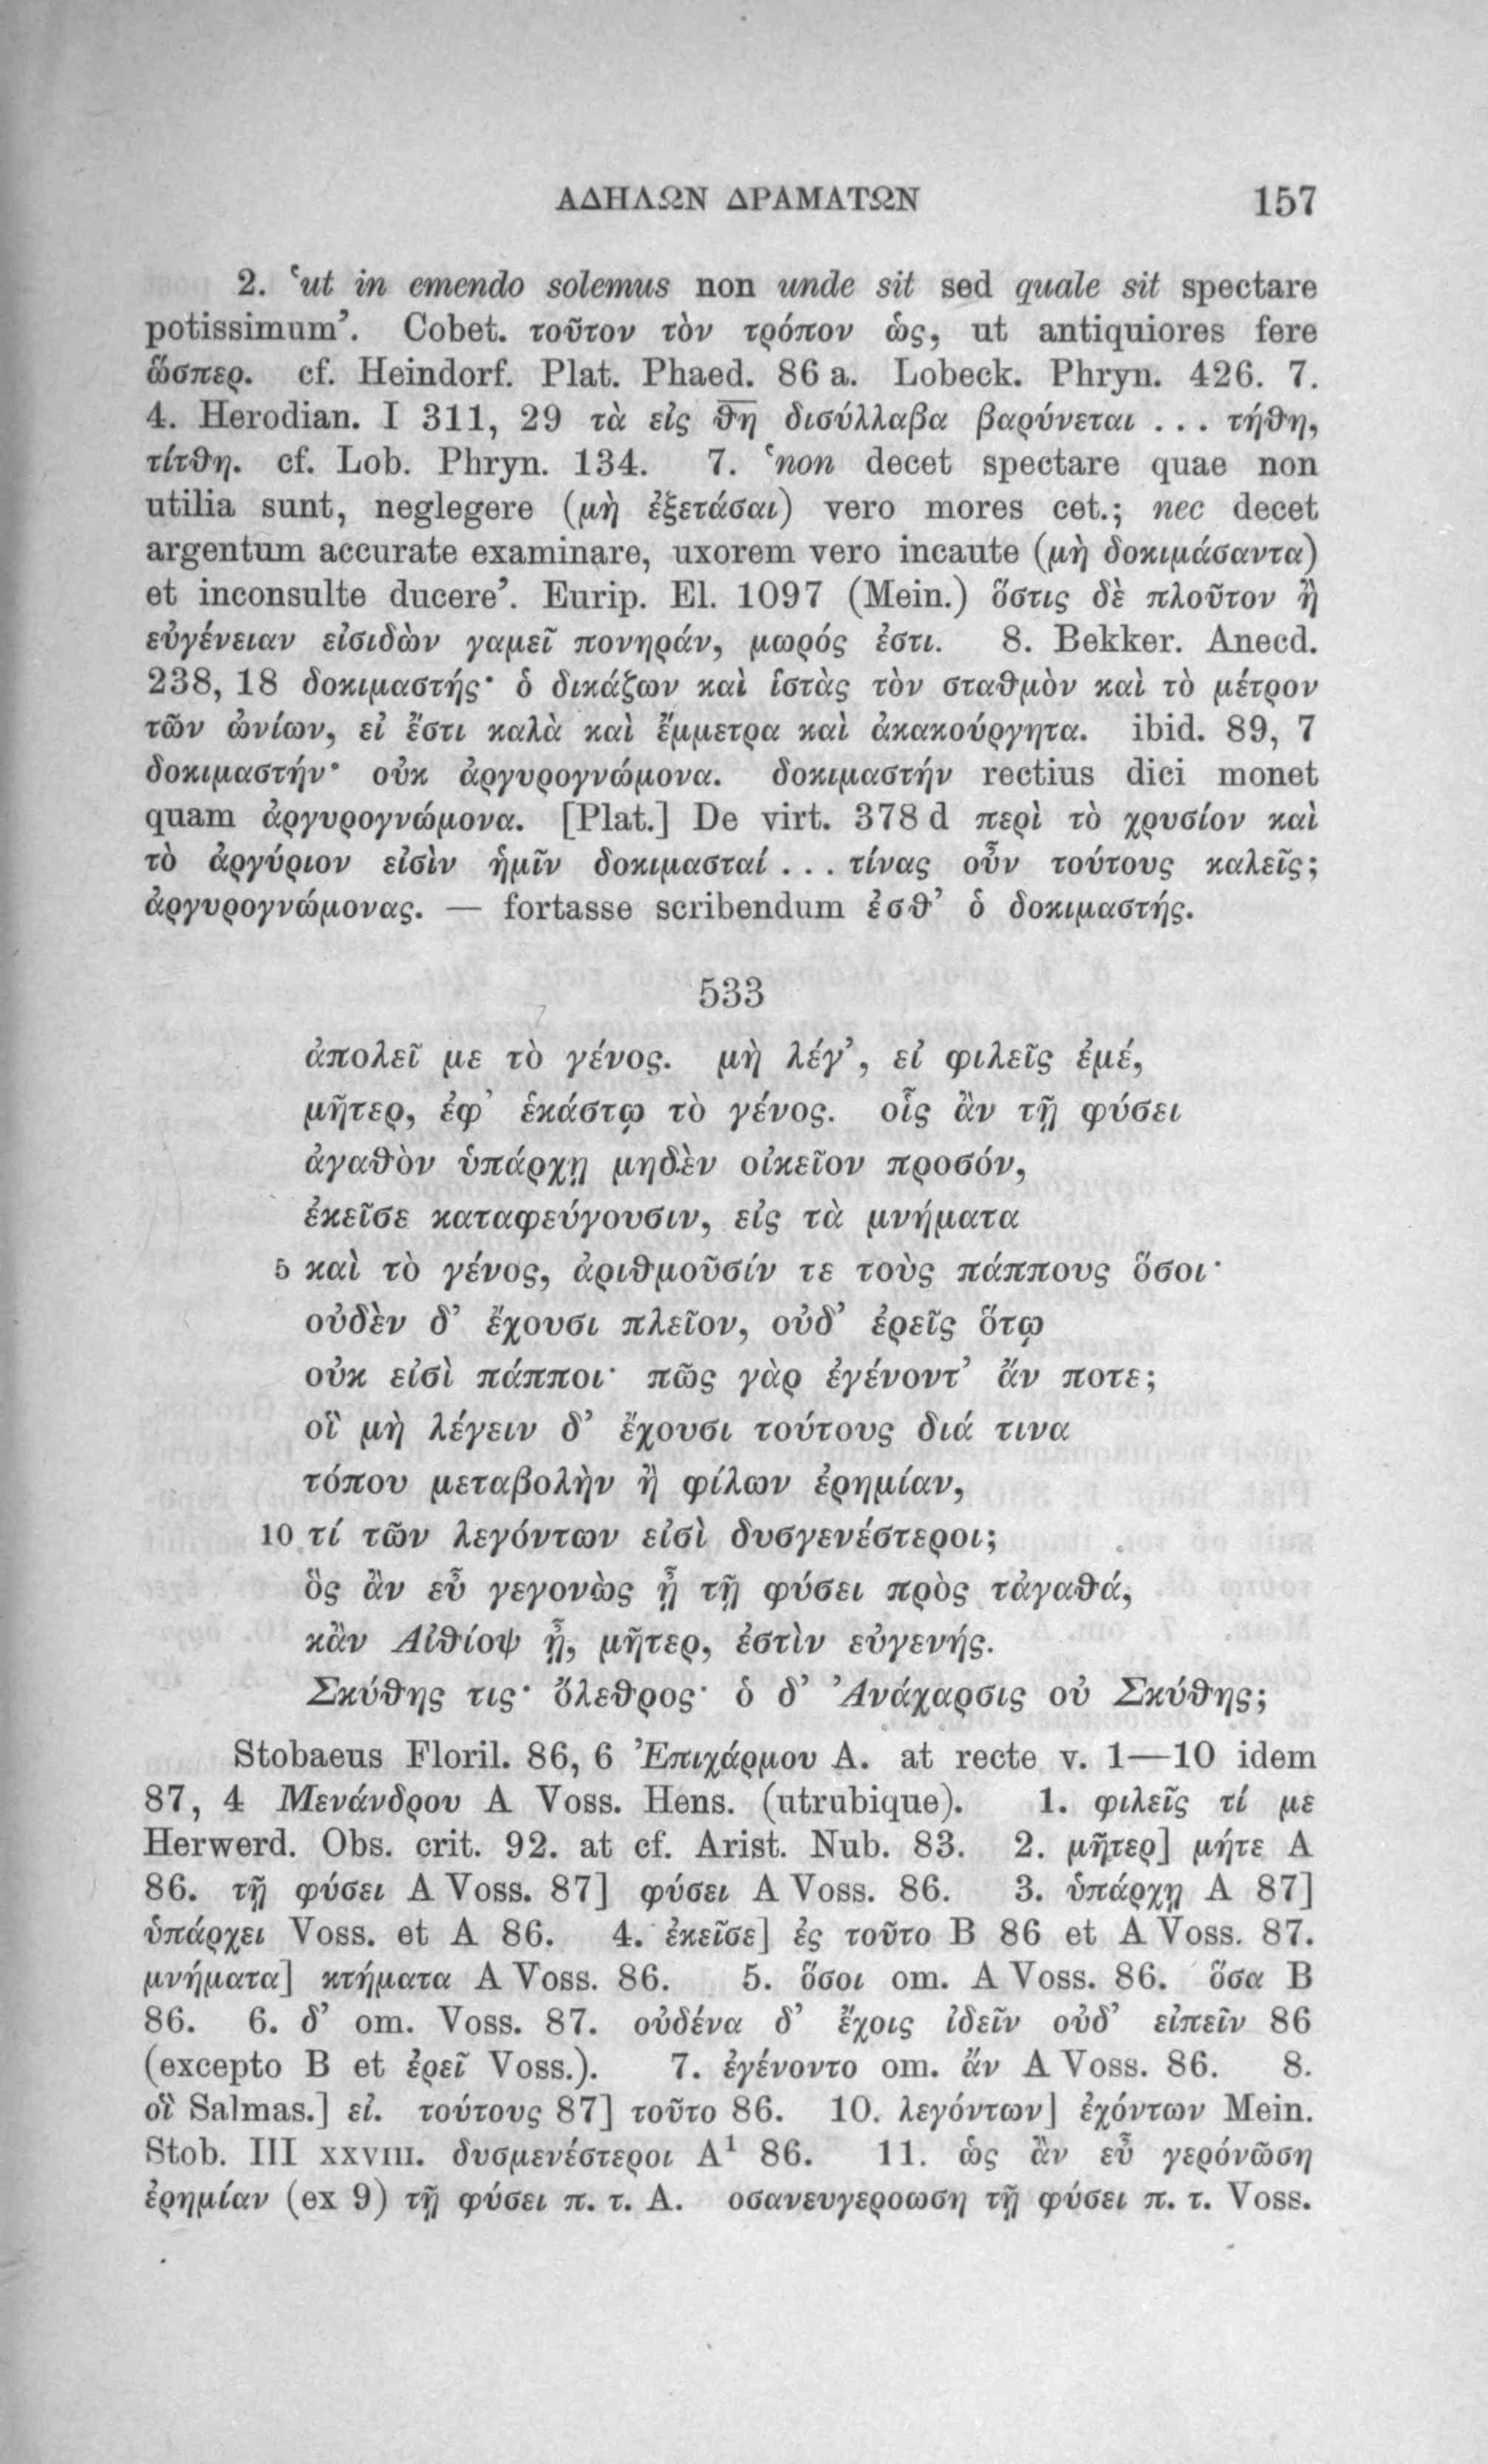 ΑΔΗΛΩΝ ΔΡΑΜΑΤΩΝ 157
2. ‛ut in emendo solemus non unde sit sed quale sit spectare
potissimum’. Cobet. τοῦτον τὸν τρόπον ὡς, ut antiquiores fere
ὥσπερ. cf. Heindorf. Plat. Phaed. 86 a. Lobeck. Phryn. 426. 7.
4. Herodian. I 311, 29 τὰ εἰς θη δισύλλαβα βαρύνεται ... τήθη,
τίτθη. cf. Lob. Phryn. 134. 7. ‛non decet spectare quae non
utilia sunt, neglegere (μὴ ἐξετάσαι) vero mores cet.; nec decet
argentum accurate examinare, uxorem vero incaute (μὴ δοκιμάσαντα)
et inconsulte ducere’. Eurip. El. 1097 (Mein.) ὅστις δὲ πλοῦτον ἢ
εὐγένειαν εἰσιδὼν γαμεῖ πονηράν, μωρός ἐστι. 8. Bekker. Anecd.
238, 18 δοκιμαστής· ὁ δικάζων καὶ ἱστὰς τὸν σταθμὸν καὶ τὸ μέτρον
τῶν ὠνίων, εἰ ἔστι καλὰ καὶ ἔμμετρα καὶ ἀκακούργητα. ibid. 89, 7
δοκιμαστήν· οὐκ ἀργυρογνώμονα. δοκιμαστήν rectius dici monet
quam ἀργυρογνώμονα. [Plat.] De virt. 378 d περὶ τὸ χρυσίον καὶ
τὸ ἀργύριον εἰσὶν ἡμῖν δοκιμασταί ... τίνας οὖν τούτους καλεῖς;
ἀργυρογνώμονας. — fortasse scribendum ἐσθ’ ὁ δοκιμαστής.
533
ἀπολεῖ με τὸ γένος. μὴ λέγ’, εἰ φιλεῖς ἐμέ,
μῆτερ, ἐφ’ ἑκάστῳ τὸ γένος. οἷς ἂν τῇ φύσει
ἀγαθὸν ὑπάρχῃ μηδὲν οἰκεῖον προσόν,
ἐκεῖσε καταφεύγουσιν, εἰς τὰ μνήματα
5 καὶ τὸ γένος, ἀριθμοῦσίν τε τοὺς πάππους ὅσοι·
οὐδὲν δ’ ἔχουσι πλεῖον, οὐδ’ ἐρεῖς ὅτῳ
οὐκ εἰσὶ πάπποι· πῶς γὰρ ἐγένοντ’ ἄν ποτε;
οἳ μὴ λέγειν δ’ ἔχουσι τούτους διά τινα
τόπου μεταβολὴν ἢ φίλων ἐρημίαν,
10 τί τῶν λεγόντων εἰσὶ δυσγενέστεροι;
ὃς ἂν εὖ γεγονὼς ᾖ τῇ φύσει πρὸς τἀγαθά,
κἂν Αἰθίοψ ᾖ, μῆτερ, ἐστὶν εὐγενής.
Σκύθης τις· ὄλεθρος· ὁ δ’ Ἀνάχαρσις οὐ Σκύθης;
Stobaeus Floril. 86, 6 Ἐπιχάρμου A. at recte v. 1—10 idem
87, 4 Μενάνδρου A Voss. Hens. (utrubique). 1. φιλεῖς τί με
Herwerd. Obs. crit. 92. at cf. Arist. Nub. 83. 2. μῆτερ] μήτε A
86. τῇ φύσει A Voss. 87] φύσει A Voss. 86. 3. ὑπάρχῃ A 87]
ὑπάρχει Voss. et A 86. 4. ἐκεῖσε] ἐς τοῦτο B 86 et A Voss. 87.
μνήματα] κτήματα A Voss. 86. 5. ὅσοι om. A Voss. 86. ὅσα B
86. 6. δ’ om. Voss. 87. οὐδένα δ’ ἔχοις ἰδεῖν οὐδ’ εἰπεῖν 86
(excepto B et ἐρεῖ Voss.). 7. ἐγένοντο om. ἄν A Voss. 86. 8.
οἳ Salmas.] εἰ. τούτους 87] τοῦτο 86. 10. λεγόντων] ἐχόντων Mein.
Stob. III XXVIII. δυσμενέστεροι A¹ 86. 11. ὡς ἂν εὖ γερόνῶση
ἐρημίαν (ex 9) τῇ φύσει π. τ. A. οσανευγεροωση τῇ φύσει π. τ. Voss.